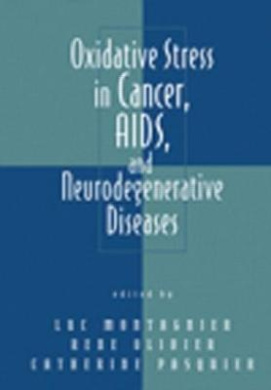 Oxidative Stress
in Cancer,
AIDS,
and
Neurodegenerative
Diseases
edited by
LUC MONTAGNIER
RENE OLIVIER
CATHERINE PASQUIER